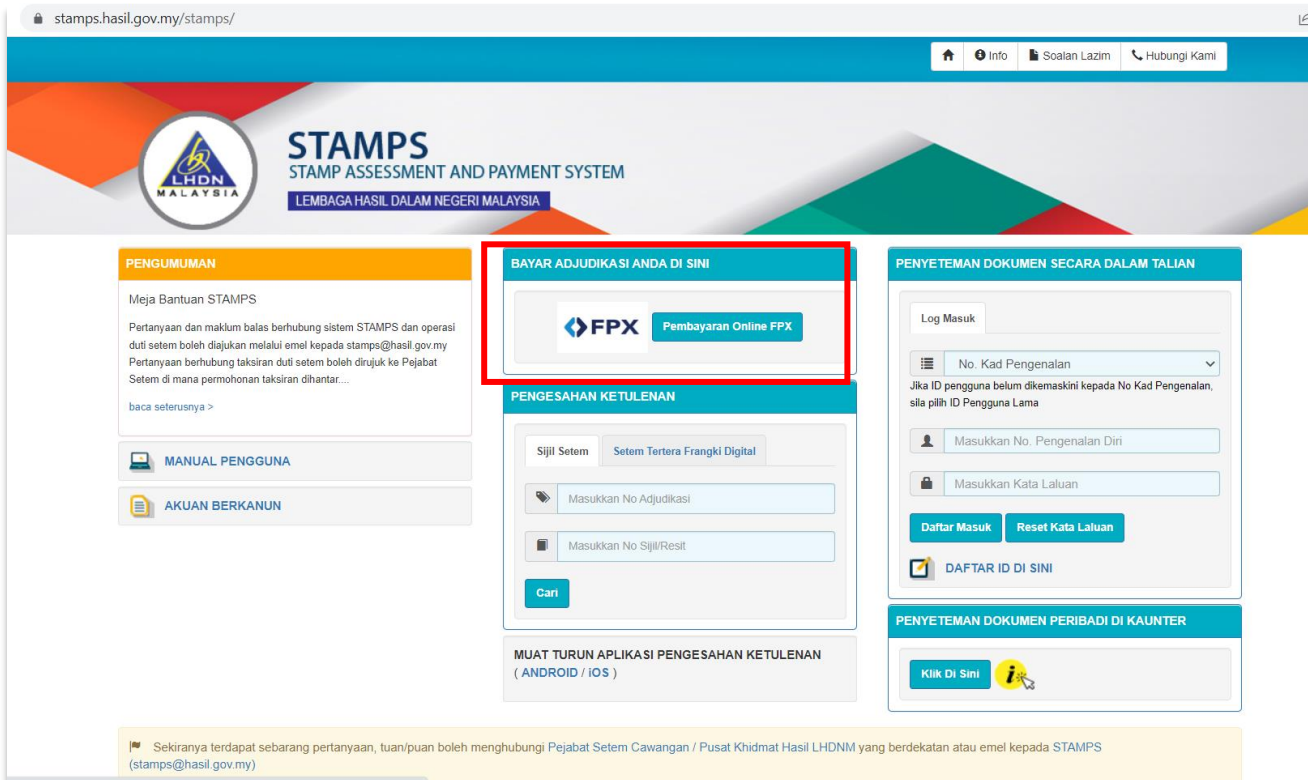 stamps.hasil.gov.my/stamps/
Info
Soalan Lazim
Hubungi Kami
LHDN
MALAYSIA
STAMPS
STAMP ASSESSMENT AND PAYMENT SYSTEM
LEMBAGA HASIL DALAM NEGERI MALAYSIA
PENGUMUMAN
Meja Bantuan STAMPS
Pertanyaan dan maklum balas berhubung sistem STAMPS dan operasi
duti setem boleh diajukan melalui emel kepada stamps@hasil.gov.my
Pertanyaan berhubung taksiran duti setem boleh dirujuk ke Pejabat
Setem di mana permohonan taksiran dihantar....
baca seterusnya >
MANUAL PENGGUNA
AKUAN BERKANUN
BAYAR ADJUDIKASI ANDA DI SINI
FPX
Pembayaran Online FPX
PENGESAHAN KETULENAN
Sijil Setem
Setem Tertera Frangki Digital
Masukkan No Adjudikasi
Masukkan No Sijil/Resit
Cari
MUAT TURUN APLIKASI PENGESAHAN KETULENAN
( ANDROID / iOS )
PENYETEMAN DOKUMEN SECARA DALAM TALIAN
Log Masuk
No. Kad Pengenalan
Jika ID pengguna belum dikemaskini kepada No Kad Pengenalan,
sila pilih ID Pengguna Lama
Masukkan No. Pengenalan Diri
Masukkan Kata Laluan
Daftar Masuk
Reset Kata Laluan
DAFTAR ID DI SINI
PENYETEMAN DOKUMEN PERIBADI DI KAUNTER
Klik Di Sini
i
Sekiranya terdapat sebarang pertanyaan, tuan/puan boleh menghubungi Pejabat Setem Cawangan / Pusat Khidmat Hasil LHDNM yang berdekatan atau emel kepada STAMPS
(stamps@hasil.gov.my)